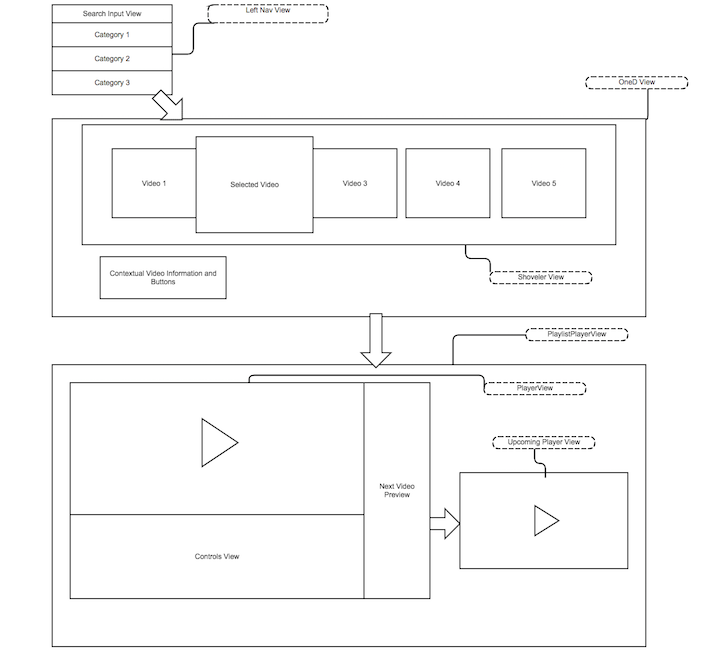 Search Input View
Left Nav View
Category 1
Category 2
Category 3
OneD View
Video 1
Selected Video
Video 3
Video 4
Video 5
Contextual Video Information and
Buttons
Shoveler View
PlaylistPlayerView
PlayerView
Upcoming Player View
Next Video
Preview
Controls View